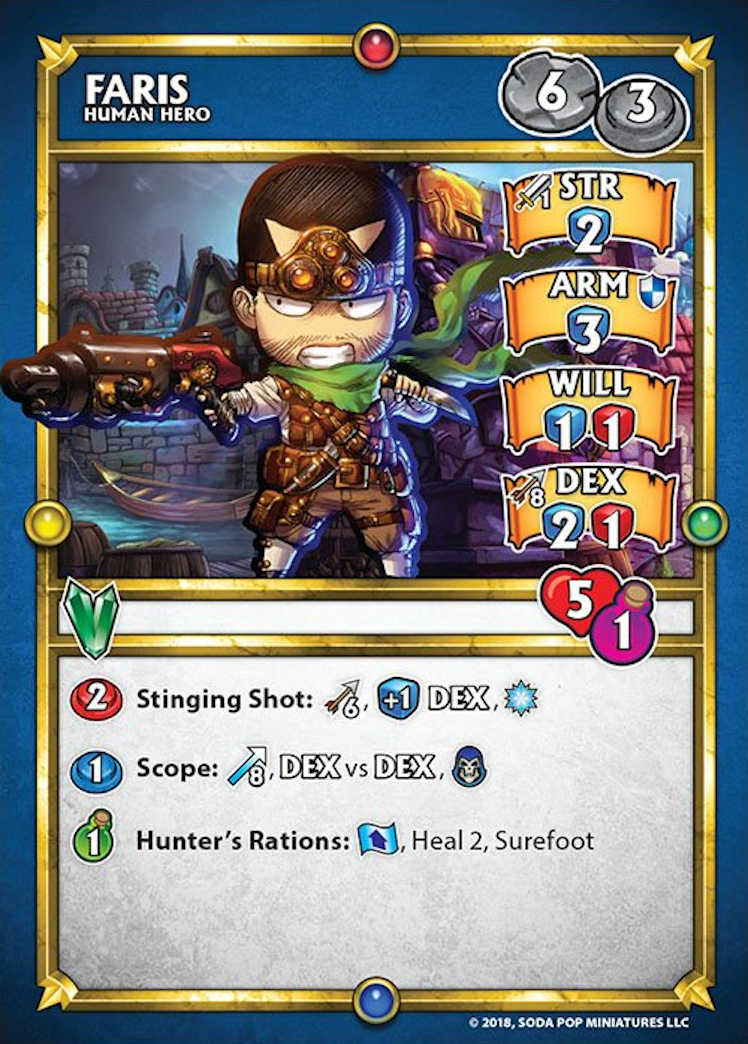 FARIS
HUMAN HERO
6 3
1 STR
2
ARM
3
WILL
1 1
8 DEX
2 1
5
1
2 Stinging Shot: 6, +1 DEX,
1 Scope: 8, DEX vs DEX,
1 Hunter's Rations: , Heal 2, Surefoot
© 2018, SODA POP MINIATURES LLC